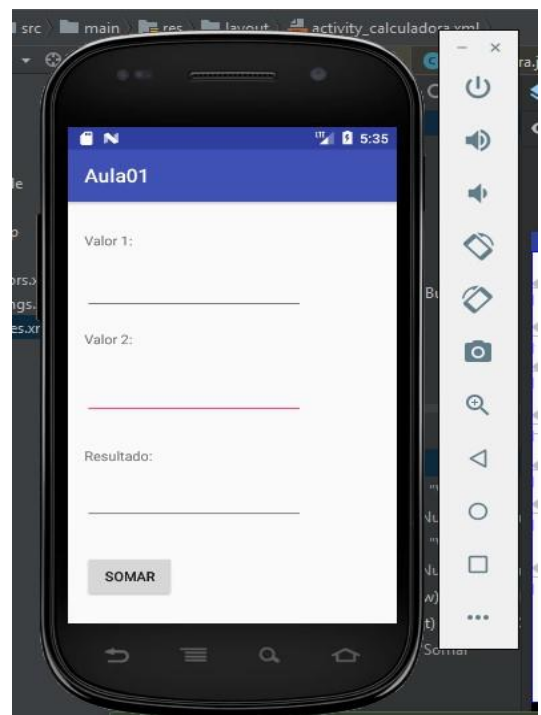 src main res layout activity_calculadora.xml
5:35
Aula01
Valor 1:
Valor 2:
Resultado:
SOMAR